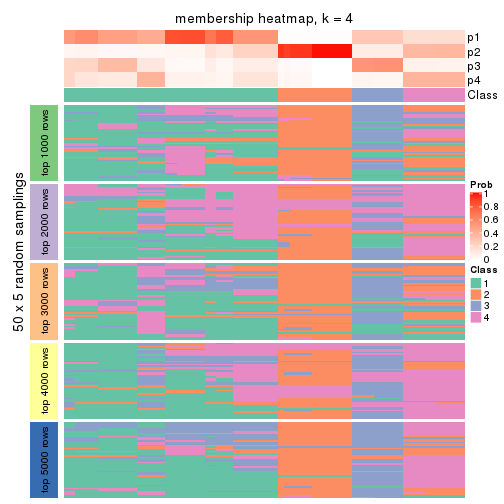 membership heatmap, k = 4
p1
p2
p3
p4
Class
50 x 5 random samplings
top 1000 rows
top 2000 rows
top 3000 rows
top 4000 rows
top 5000 rows
Prob
1
0.8
0.6
0.4
0.2
0
Class
1
2
3
4